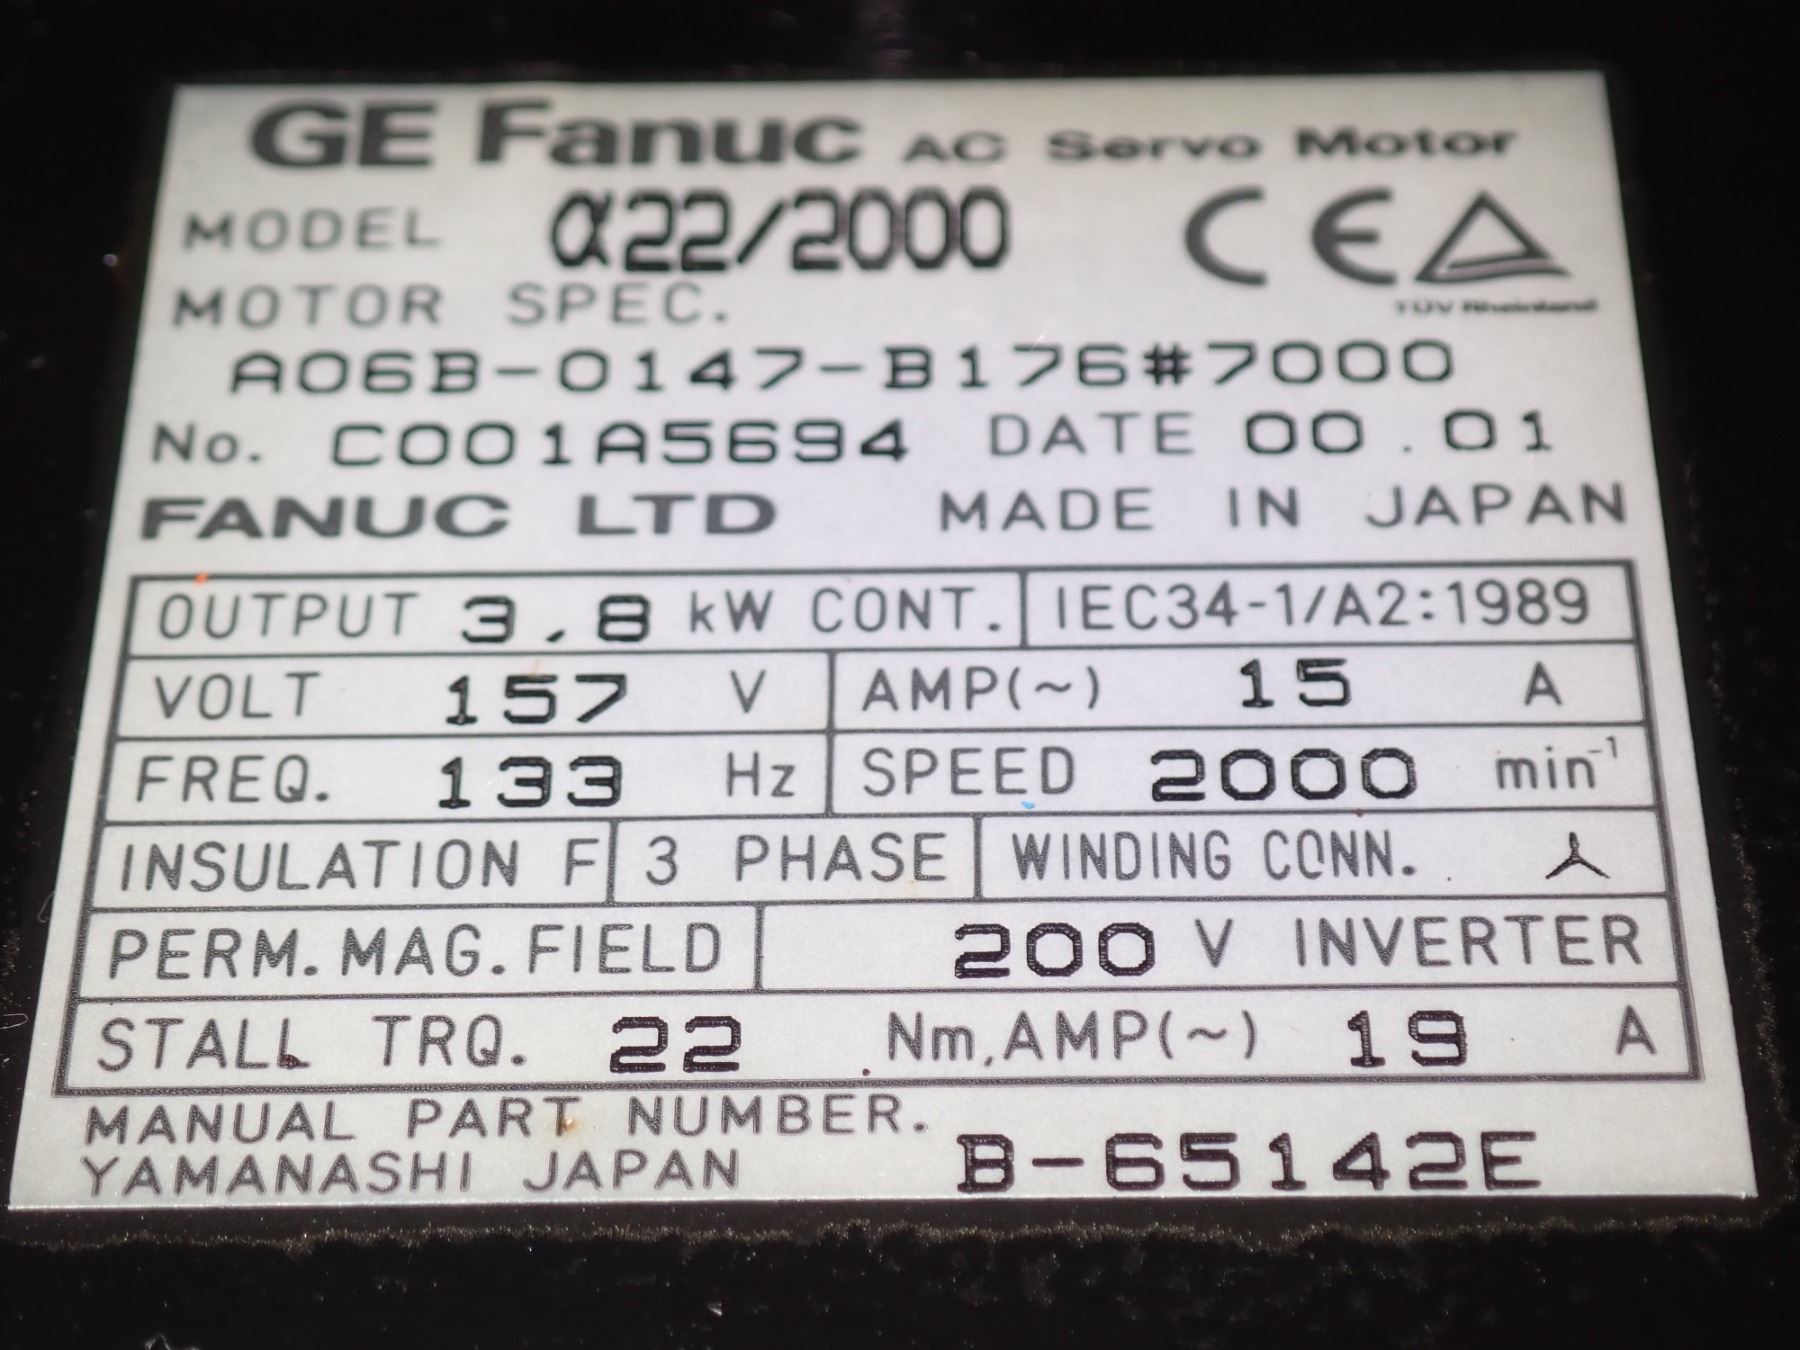 GE Fanuc AC Servo Motor
MODEL α22/2000 CE
TÜV Rheinland
MOTOR SPEC.
A06B-0147-B176#7000
No. C001A5694 DATE 00.01
FANUC LTD MADE IN JAPAN
OUTPUT 3.8 kW CONT. IEC34-1/A2:1989
VOLT 157 V AMP(~) 15 A
FREQ. 133 Hz SPEED 2000 min⁻¹
INSULATION F 3 PHASE WINDING CONN.
PERM. MAG. FIELD 200 V INVERTER
STALL TRQ. 22 Nm, AMP(~) 19 A
MANUAL PART NUMBER.
YAMANASHI JAPAN B-65142E